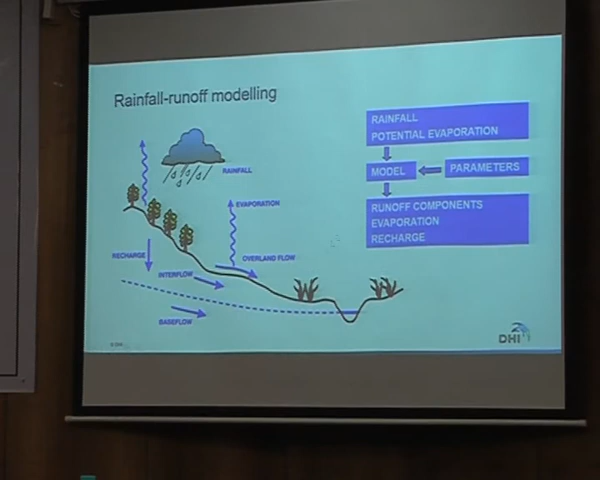 Rainfall-runoff modelling
RAINFALL
POTENTIAL EVAPORATION
MODEL
PARAMETERS
RUNOFF COMPONENTS
EVAPORATION
RECHARGE
RAINFALL
EVAPORATION
RECHARGE
OVERLAND FLOW
INTERFLOW
BASEFLOW
DHI